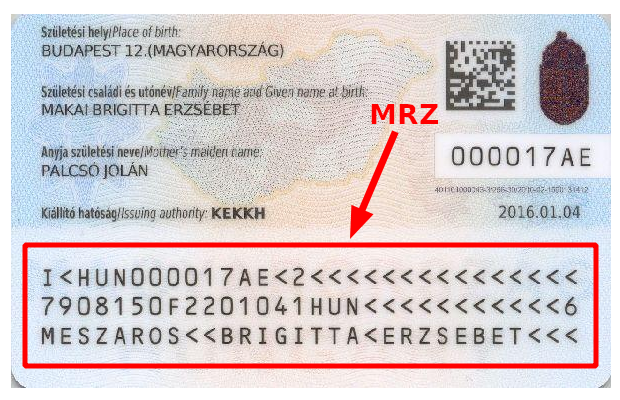 Születési hely/Place of birth:
BUDAPEST 12.(MAGYARORSZÁG)
Születési családi és utónév/Family name and Given name at birth:
MAKAI BRIGITTA ERZSÉBET
MRZ
Anyja születési neve/Mother's maiden name:
PALCSÓ JOLÁN
000017AE
Kiállító hatóság/Issuing authority: KEKKH
2016.01.04
I<HUN000017AE<2<<<<<<<<<<<<<<<
7908150F2201041HUN<<<<<<<<<<<6
MESZAROS<<BRIGITTA<ERZSEBET<<<